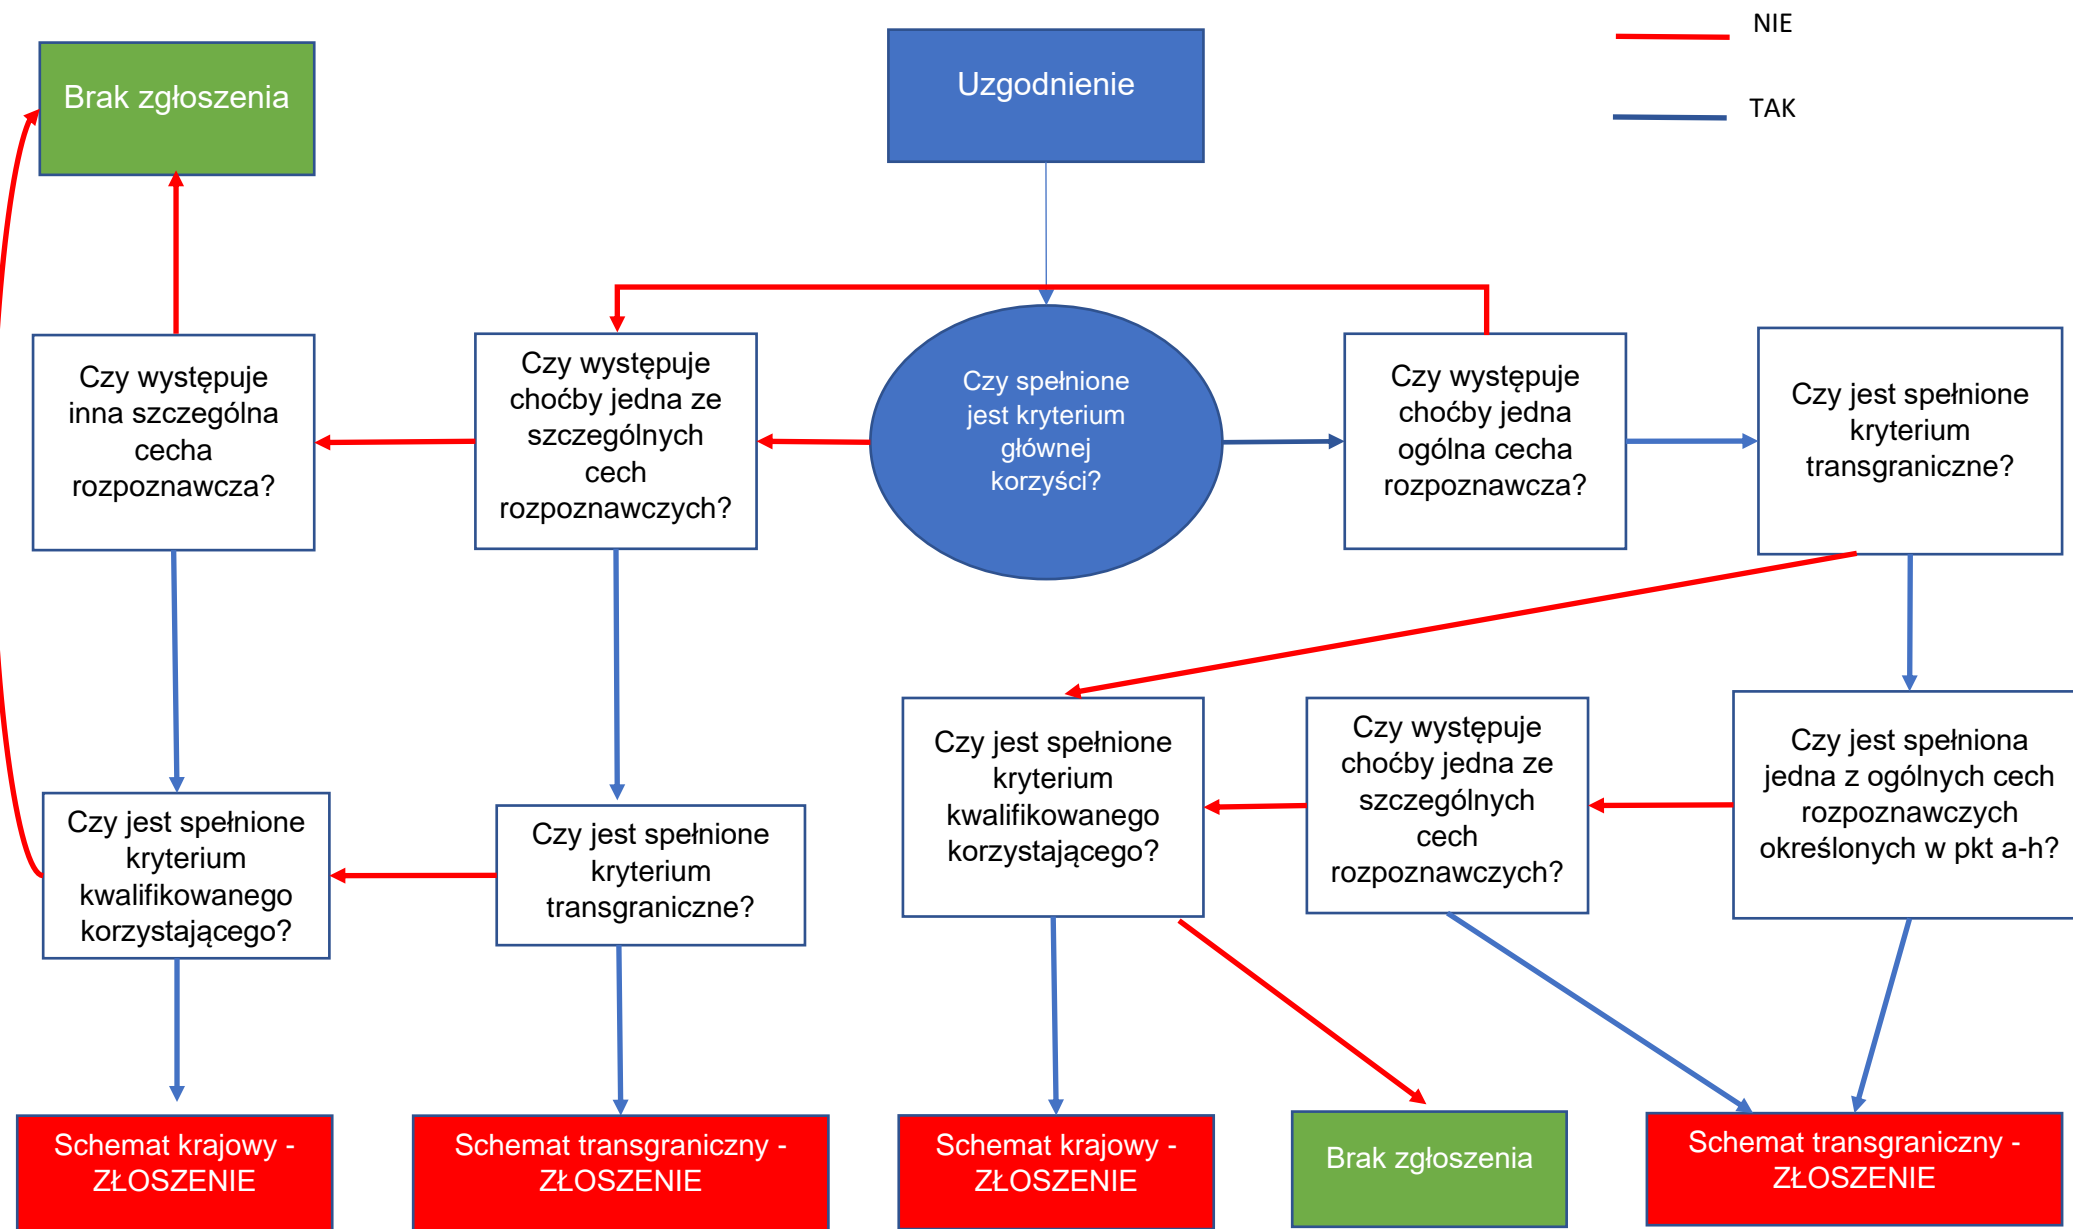 NIE
Brak zgłoszenia
Uzgodnienie
TAK
Czy występuje
inna szczególna
cecha
rozpoznawcza?
Czy występuje
choćby jedna ze
szczególnych
cech
rozpoznawczych?
Czy spełnione
jest kryterium
głównej
korzyści?
Czy występuje
choćby jedna
ogólna cecha
rozpoznawcza?
Czy jest spełnione
kryterium
transgraniczne?
Czy jest spełnione
kryterium
kwalifikowanego
korzystającego?
Czy jest spełnione
kryterium
transgraniczne?
Czy jest spełnione
kryterium
kwalifikowanego
korzystającego?
Czy występuje
choćby jedna ze
szczególnych
cech
rozpoznawczych?
Czy jest spełniona
jedna z ogólnych cech
rozpoznawczych
określonych w pkt a-h?
Schemat krajowy -
ZŁOSZENIE
Schemat transgraniczny -
ZŁOSZENIE
Schemat krajowy -
ZŁOSZENIE
Brak zgłoszenia
Schemat transgraniczny -
ZŁOSZENIE